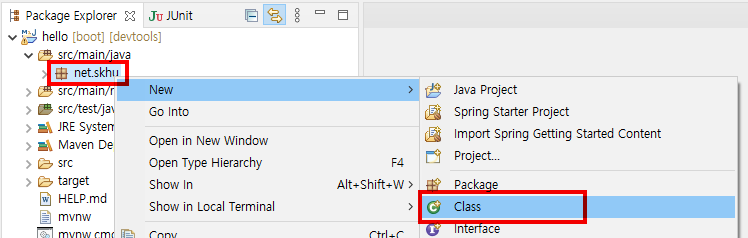 Package Explorer
JUnit
hello [boot] [devtools]
src/main/java
net.skhu
src/main/r
src/test/jav
JRE System
Maven De
src
target
HELP.md
mvnw
mvnw.cmd
New
Go Into
Open in New Window
Open Type Hierarchy F4
Show In Alt+Shift+W
Show in Local Terminal
Copy Ctrl+C
Java Project
Spring Starter Project
Import Spring Getting Started Content
Project...
Package
Class
Interface